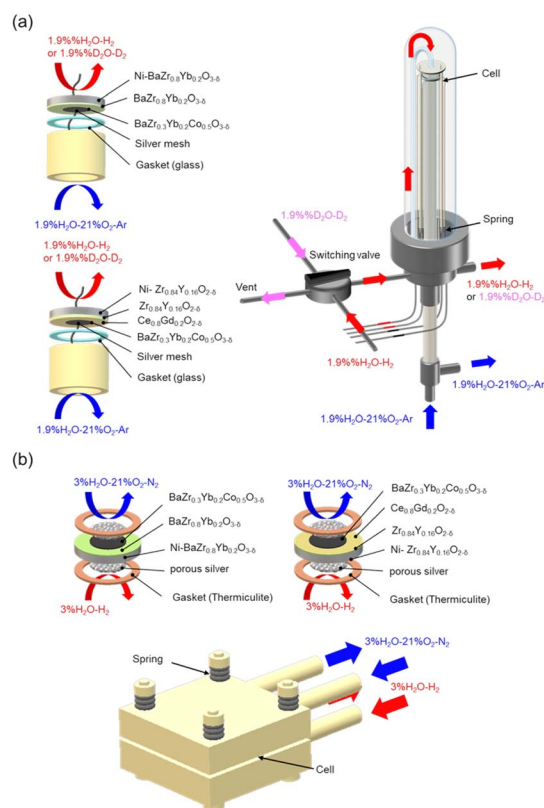 (a)
1.9%%H2O-H2
or 1.9%%D2O-D2
Ni-BaZr0.8Yb0.2O3-δ
BaZr0.8Yb0.2O3-δ
BaZr0.3Yb0.2Co0.5O3-δ
Silver mesh
Gasket (glass)
1.9%H2O-21%O2-Ar
1.9%%H2O-H2
or 1.9%%D2O-D2
Ni- Zr0.84Y0.16O2-δ
Zr0.84Y0.16O2-δ
Ce0.8Gd0.2O2-δ
BaZr0.3Yb0.2Co0.5O3-δ
Silver mesh
Gasket (glass)
1.9%H2O-21%O2-Ar
Cell
Spring
1.9%%D2O-D2
Switching valve
Vent
1.9%%H2O-H2
1.9%%H2O-H2
or 1.9%%D2O-D2
1.9%H2O-21%O2-Ar
1.9%H2O-21%O2-Ar
(b)
3%H2O-21%O2-N2
BaZr0.3Yb0.2Co0.5O3-δ
BaZr0.8Yb0.2O3-δ
Ni-BaZr0.8Yb0.2O3-δ
porous silver
Gasket (Thermiculite)
3%H2O-H2
3%H2O-21%O2-N2
BaZr0.3Yb0.2Co0.5O3-δ
Ce0.8Gd0.2O2-δ
Zr0.84Y0.16O2-δ
Ni- Zr0.84Y0.16O2-δ
porous silver
Gasket (Thermiculite)
3%H2O-H2
Spring
3%H2O-21%O2-N2
3%H2O-H2
Cell